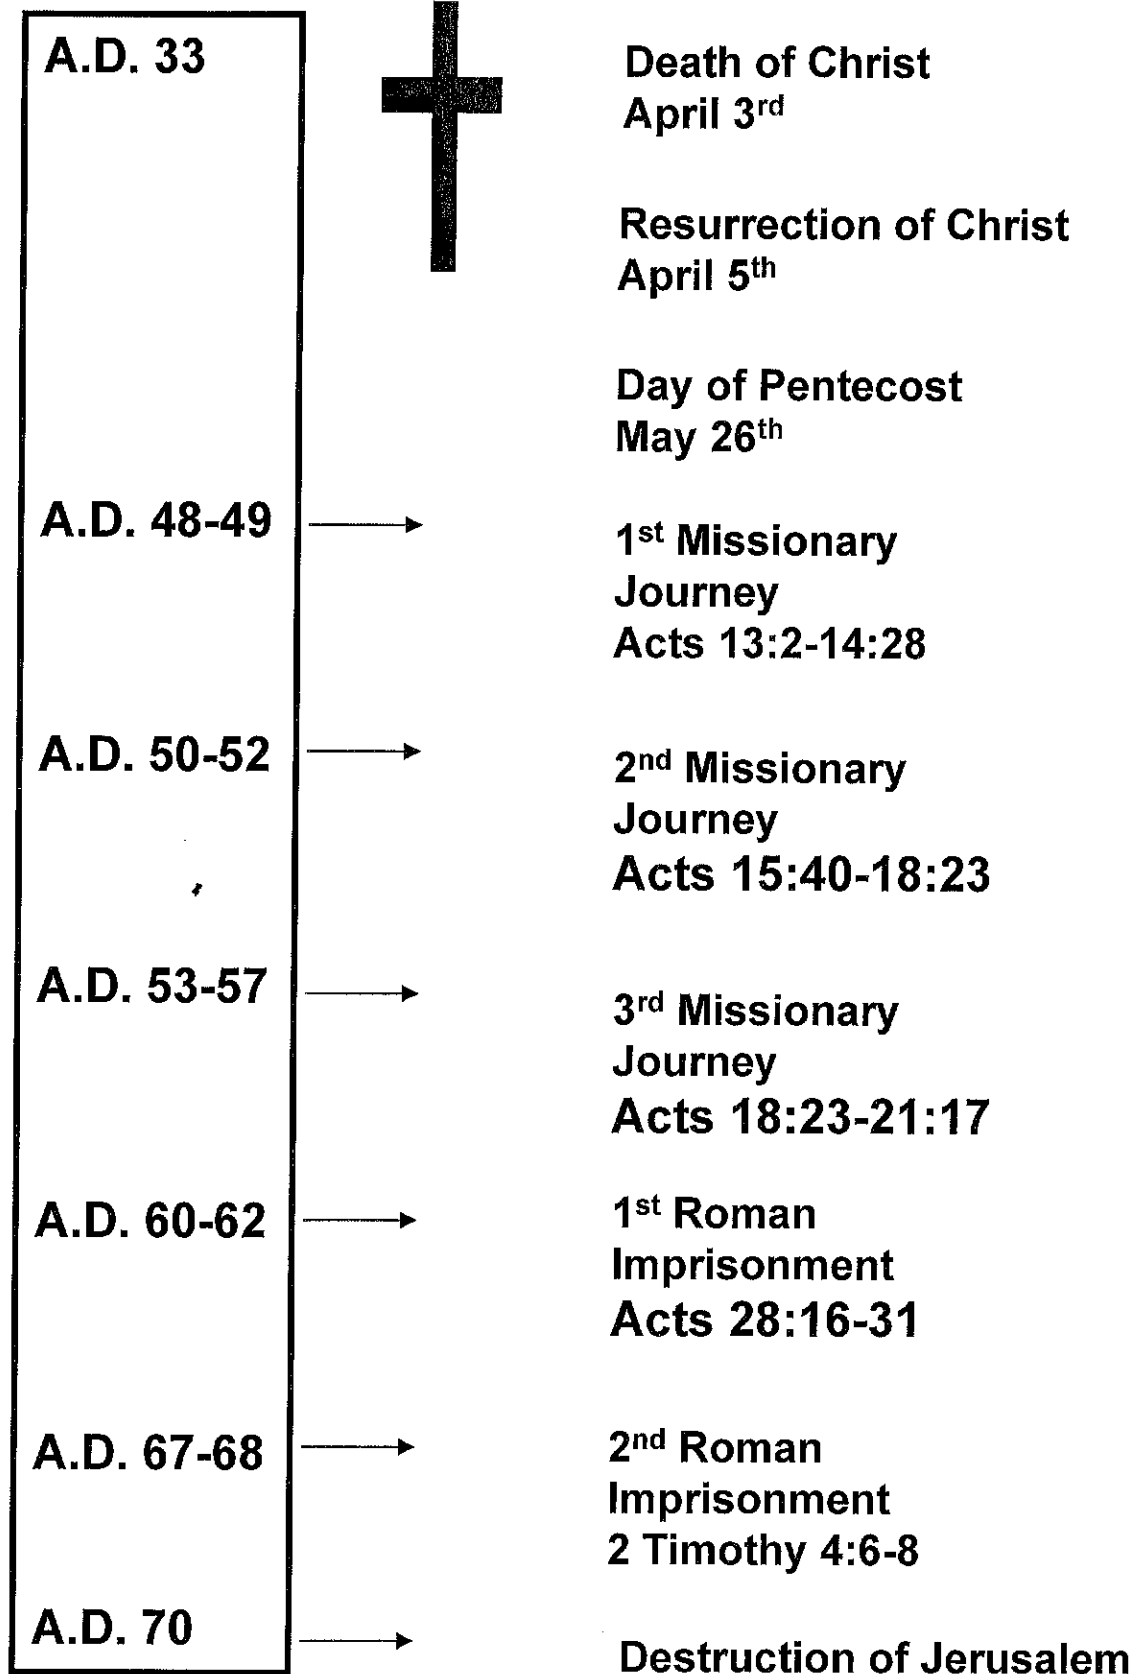 A.D. 33
Death of Christ
April 3rd
Resurrection of Christ
April 5th
Day of Pentecost
May 26th
A.D. 48-49
1st Missionary
Journey
Acts 13:2-14:28
A.D. 50-52
2nd Missionary
Journey
Acts 15:40-18:23
A.D. 53-57
3rd Missionary
Journey
Acts 18:23-21:17
A.D. 60-62
1st Roman
Imprisonment
Acts 28:16-31
A.D. 67-68
2nd Roman
Imprisonment
2 Timothy 4:6-8
A.D. 70
Destruction of Jerusalem